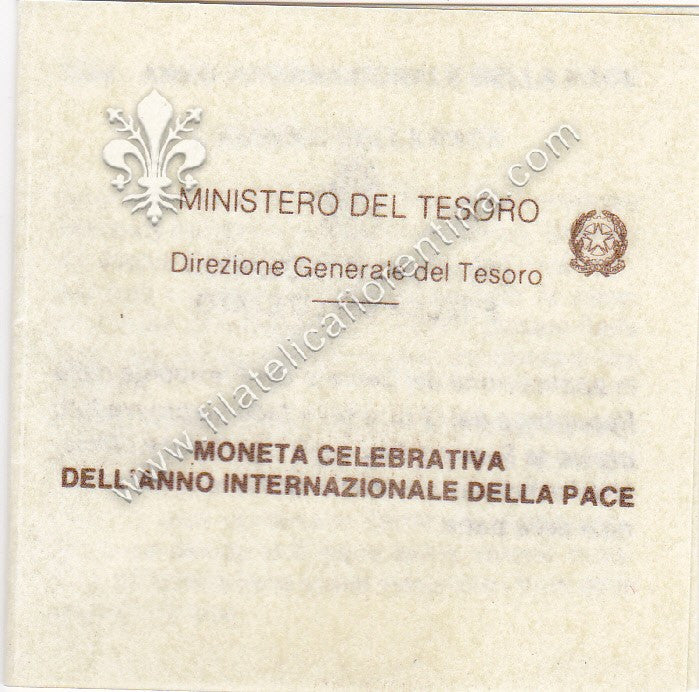 MINISTERO DEL TESORO
Direzione Generale del Tesoro
MONETA CELEBRATIVA
DELL'ANNO INTERNAZIONALE DELLA PACE
www.filatelicafiorentina.com